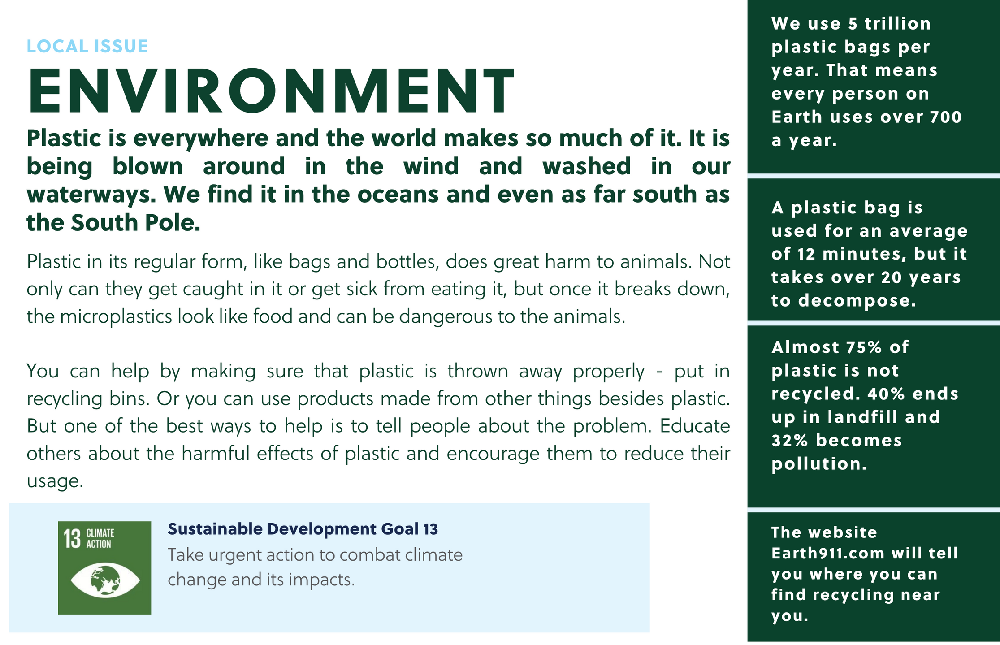 LOCAL ISSUE
ENVIRONMENT
Plastic is everywhere and the world makes so much of it. It is
being blown around in the wind and washed in our
waterways. We find it in the oceans and even as far south as
the South Pole.
Plastic in its regular form, like bags and bottles, does great harm to animals. Not
only can they get caught in it or get sick from eating it, but once it breaks down,
the microplastics look like food and can be dangerous to the animals.
You can help by making sure that plastic is thrown away properly - put in
recycling bins. Or you can use products made from other things besides plastic.
But one of the best ways to help is to tell people about the problem. Educate
others about the harmful effects of plastic and encourage them to reduce their
usage.
13 CLIMATE
ACTION
Sustainable Development Goal 13
Take urgent action to combat climate
change and its impacts.
We use 5 trillion
plastic bags per
year. That means
every person on
Earth uses over 700
a year.
A plastic bag is
used for an average
of 12 minutes, but it
takes over 20 years
to decompose.
Almost 75% of
plastic is not
recycled. 40% ends
up in landfill and
32% becomes
pollution.
The website
Earth911.com will tell
you where you can
find recycling near
you.